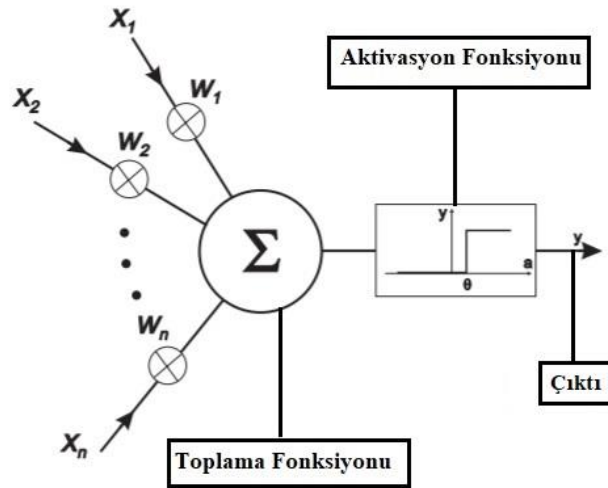 X1
Aktivasyon Fonksiyonu
W1
X2
W2
y
Σ
y
a
θ
Wn
Çıktı
Xn
Toplama Fonksiyonu